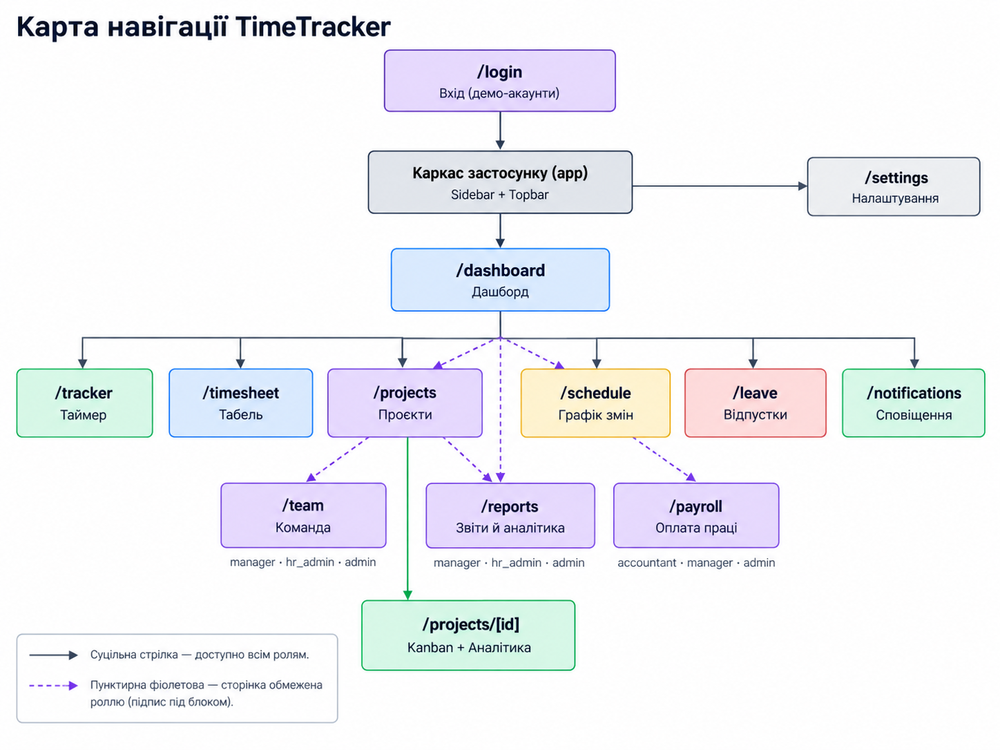 Карта навігації TimeTracker
/login
Вхід (демо-акаунти)
Каркас застосунку (app)
Sidebar + Topbar
/settings
Налаштування
/dashboard
Дашборд
/tracker
Таймер
/timesheet
Табель
/projects
Проєкти
/schedule
Графік змін
/leave
Відпустки
/notifications
Сповіщення
/team
Команда
manager · hr_admin · admin
/reports
Звіти й аналітика
manager · hr_admin · admin
/payroll
Оплата праці
accountant · manager · admin
/projects/[id]
Kanban + Аналітика
Суцільна стрілка — доступно всім ролям.
Пунктирна фіолетова — сторінка обмежена
роллю (підпис під блоком).